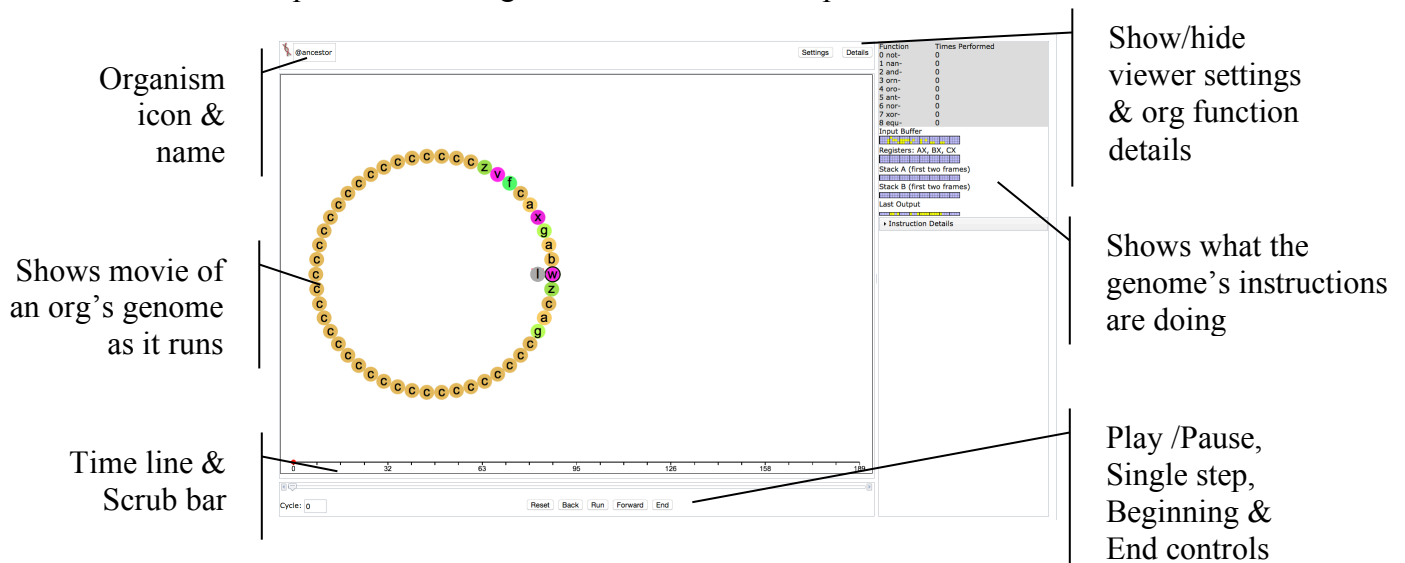 Organism
icon &
name
Shows movie of
an org's genome
as it runs
Time line &
Scrub bar
@ancestor
Settings
Details
c c c c c c c c c c c z v f c a x g a b
l w
z c a g c c c c c c c c c c c c c c c c c c c c c c c c c
0 32 63 95 126 158 189
Cycle: 0
Reset Back Run Forward End
Function Times Performed
0 not- 0
1 nan- 0
2 and- 0
3 orn- 0
4 oro- 0
5 ant- 0
6 nor- 0
7 xor- 0
8 equ- 0
Input Buffer
Registers: AX, BX, CX
Stack A (first two frames)
Stack B (first two frames)
Last Output
Instruction Details
Show/hide
viewer settings
& org function
details
Shows what the
genome's instructions
are doing
Play /Pause,
Single step,
Beginning &
End controls